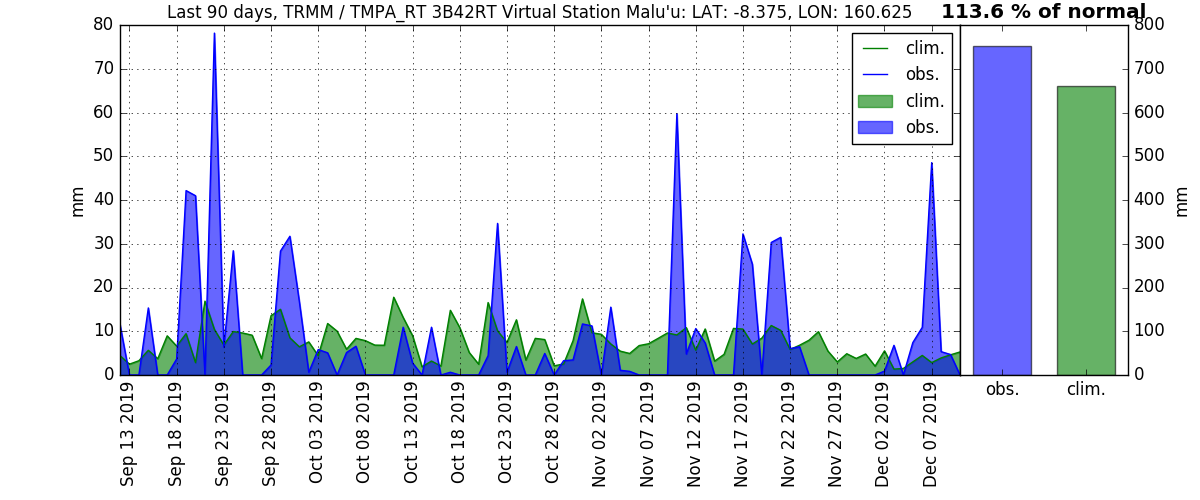 Last 90 days, TRMM / TMPA_RT 3B42RT Virtual Station Malu'u: LAT: -8.375, LON: 160.625
113.6 % of normal
80
70
60
50
40
30
20
10
0
mm
clim.
obs.
clim.
obs.
800
700
600
500
400
300
200
100
0
mm
obs.
clim.
Sep 13 2019
Sep 18 2019
Sep 23 2019
Sep 28 2019
Oct 03 2019
Oct 08 2019
Oct 13 2019
Oct 18 2019
Oct 23 2019
Oct 28 2019
Nov 02 2019
Nov 07 2019
Nov 12 2019
Nov 17 2019
Nov 22 2019
Nov 27 2019
Dec 02 2019
Dec 07 2019